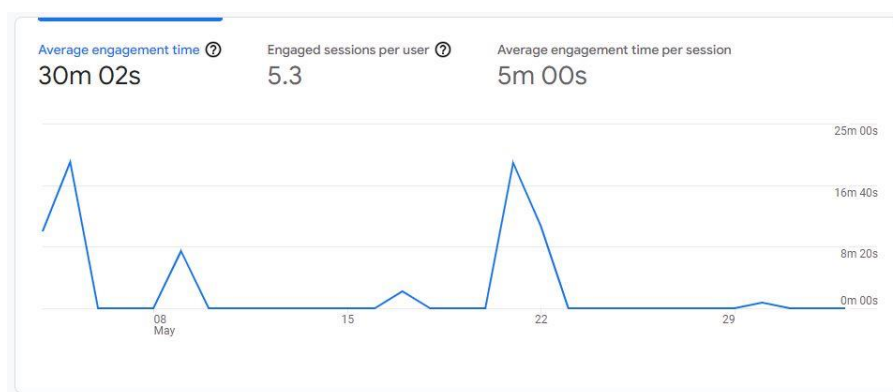 Average engagement time
30m 02s
Engaged sessions per user
5.3
Average engagement time per session
5m 00s
25m 00s
16m 40s
8m 20s
0m 00s
08
May
15
22
29